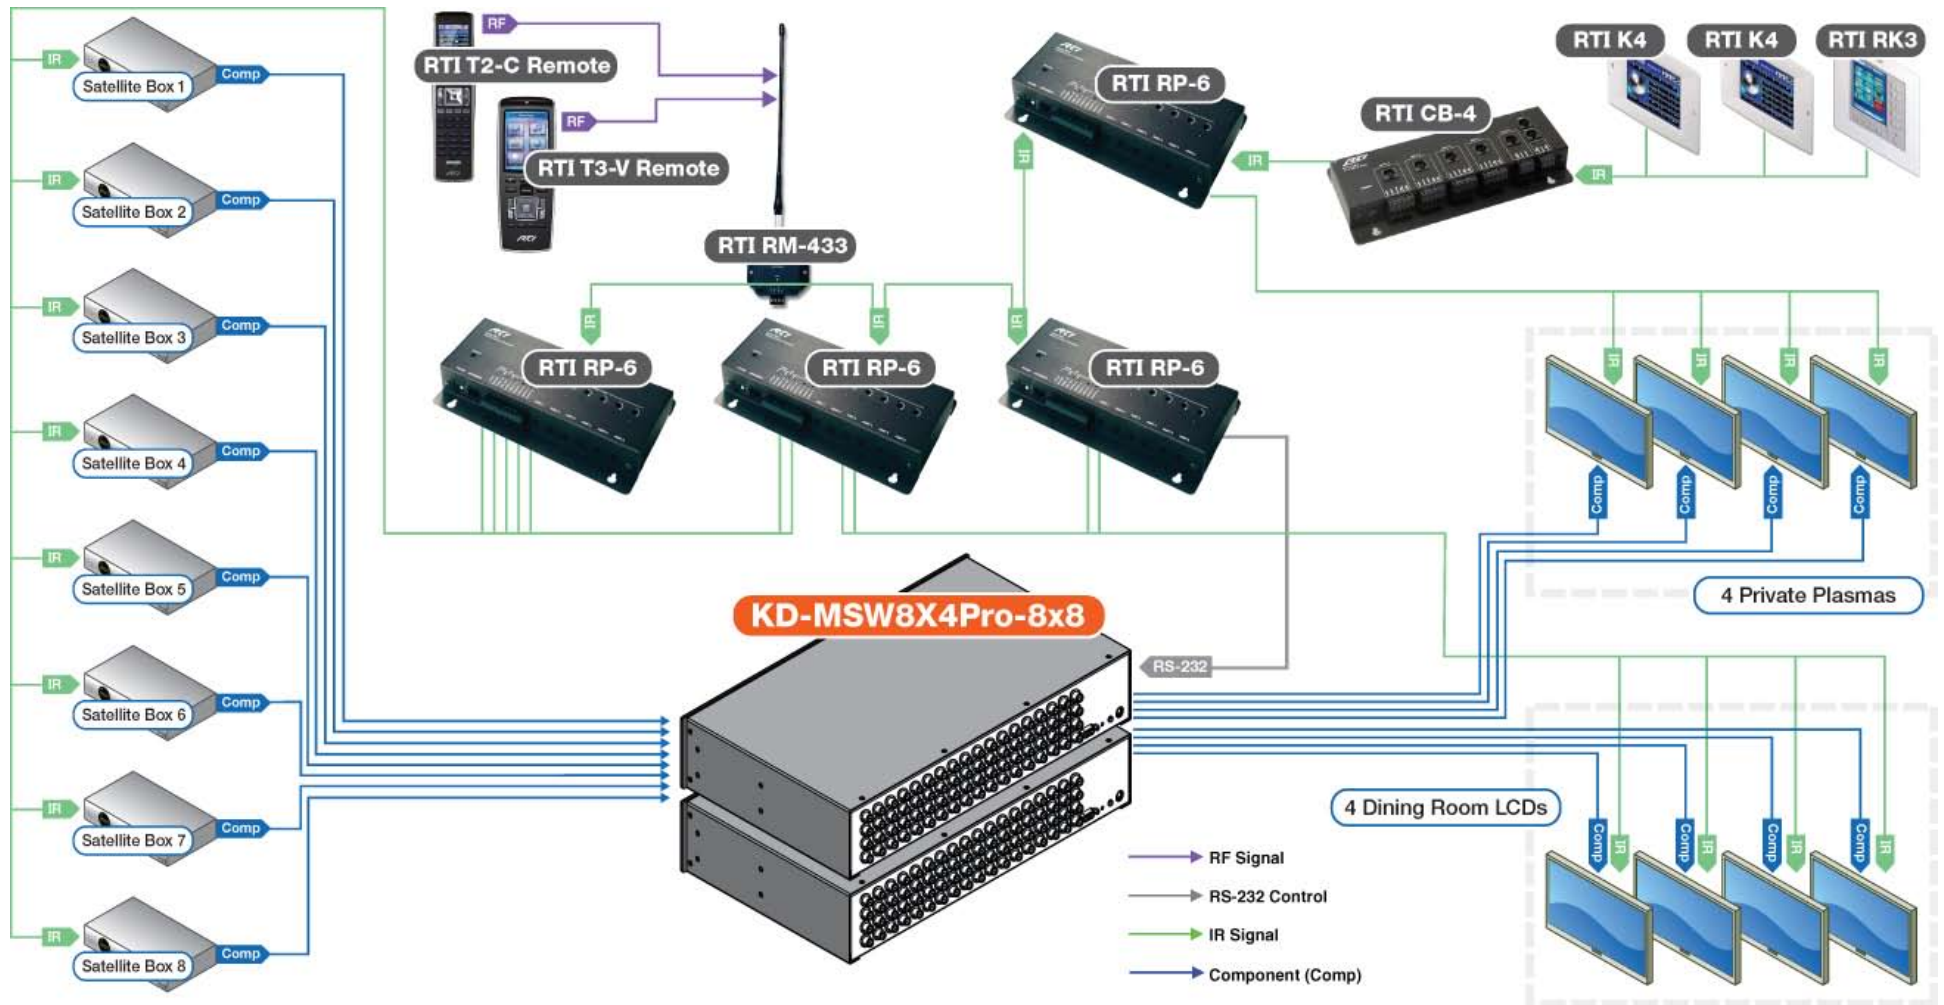 RF
RTI T2-C Remote
RF
RTI T3-V Remote
RTI RM-433
RTI RP-6
IR
IR
RTI CB-4
IR
RTI K4
RTI K4
RTI RK3
IR
Satellite Box 1
Comp
IR
Satellite Box 2
Comp
IR
Satellite Box 3
Comp
IR
Satellite Box 4
Comp
IR
Satellite Box 5
Comp
IR
Satellite Box 6
Comp
IR
Satellite Box 7
Comp
IR
Satellite Box 8
Comp
IR
IR
IR
RTI RP-6
RTI RP-6
RTI RP-6
IR
IR
IR
IR
Comp
Comp
Comp
Comp
4 Private Plasmas
KD-MSW8X4Pro-8x8
RS-232
4 Dining Room LCDs
Comp
IR
Comp
IR
Comp
IR
Comp
IR
RF Signal
RS-232 Control
IR Signal
Component (Comp)